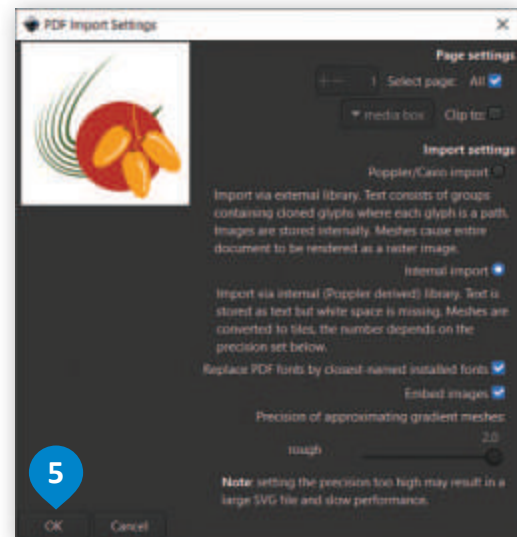 PDF Import Settings
Page settings
1 Select page: All
media box Clip to:
Import settings
Poppler/Cairo import
Import via external library. Text consists of groups
containing cloned glyphs where each glyph is a path.
Images are stored internally. Meshes cause entire
document to be rendered as a raster image.
Internal import
Import via internal (Poppler derived) library. Text is
stored as text but white space is missing. Meshes are
converted to tiles, the number depends on the
precision set below.
Replace PDF fonts by closest-named installed fonts
Embed images
Precision of approximating gradient meshes:
2.0
rough
Note: setting the precision too high may result in a
large SVG file and slow performance.
5
OK Cancel